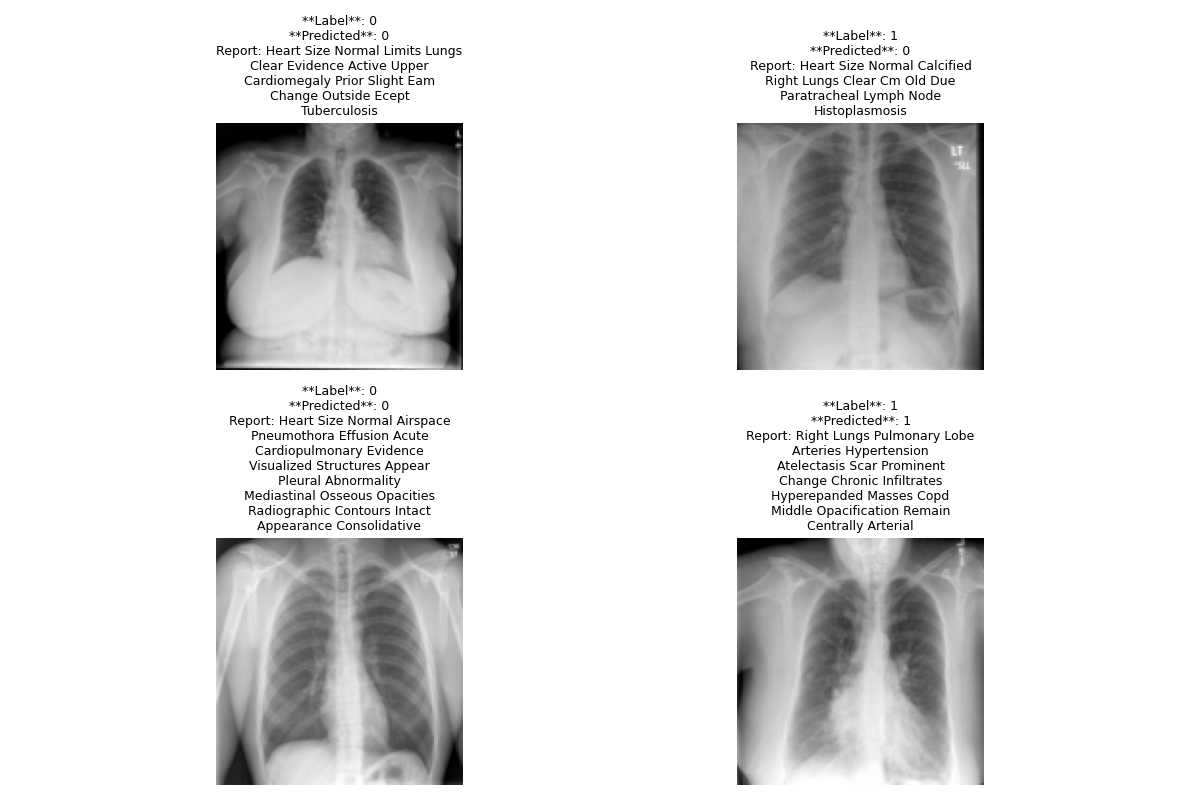 **Label**: 0
**Predicted**: 0
Report: Heart Size Normal Limits Lungs
Clear Evidence Active Upper
Cardiomegaly Prior Slight Eam
Change Outside Ecept
Tuberculosis
**Label**: 1
**Predicted**: 0
Report: Heart Size Normal Calcified
Right Lungs Clear Cm Old Due
Paratracheal Lymph Node
Histoplasmosis
L
LT
**Label**: 0
**Predicted**: 0
Report: Heart Size Normal Airspace
Pneumothora Effusion Acute
Cardiopulmonary Evidence
Visualized Structures Appear
Pleural Abnormality
Mediastinal Osseous Opacities
Radiographic Contours Intact
Appearance Consolidative
**Label**: 1
**Predicted**: 1
Report: Right Lungs Pulmonary Lobe
Arteries Hypertension
Atelectasis Scar Prominent
Change Chronic Infiltrates
Hyperepanded Masses Copd
Middle Opacification Remain
Centrally Arterial